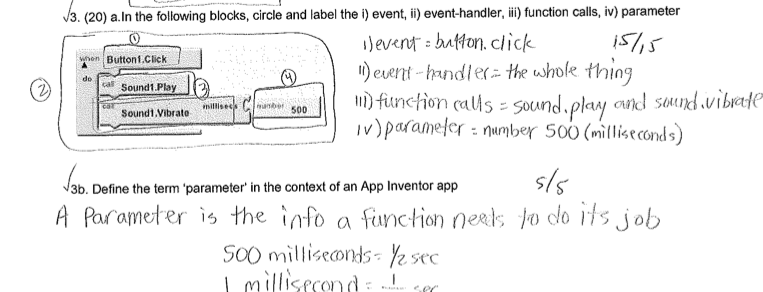 √3. (20) a.In the following blocks, circle and label the i) event, ii) event-handler, iii) function calls, iv) parameter
1
i) event = button.click 15/15
when Button1.Click
ii) event-handler = the whole thing
2
do
call Sound1.Play
3
4
iii) function calls = sound.play and sound.vibrate
call Sound1.Vibrate millisecs number 500
iv) parameter = number 500 (milliseconds)
√3b. Define the term 'parameter' in the context of an App Inventor app 5/5
A Parameter is the info a function needs to do its job
500 milliseconds = 1/2 sec
1 millisecond = 1 sec